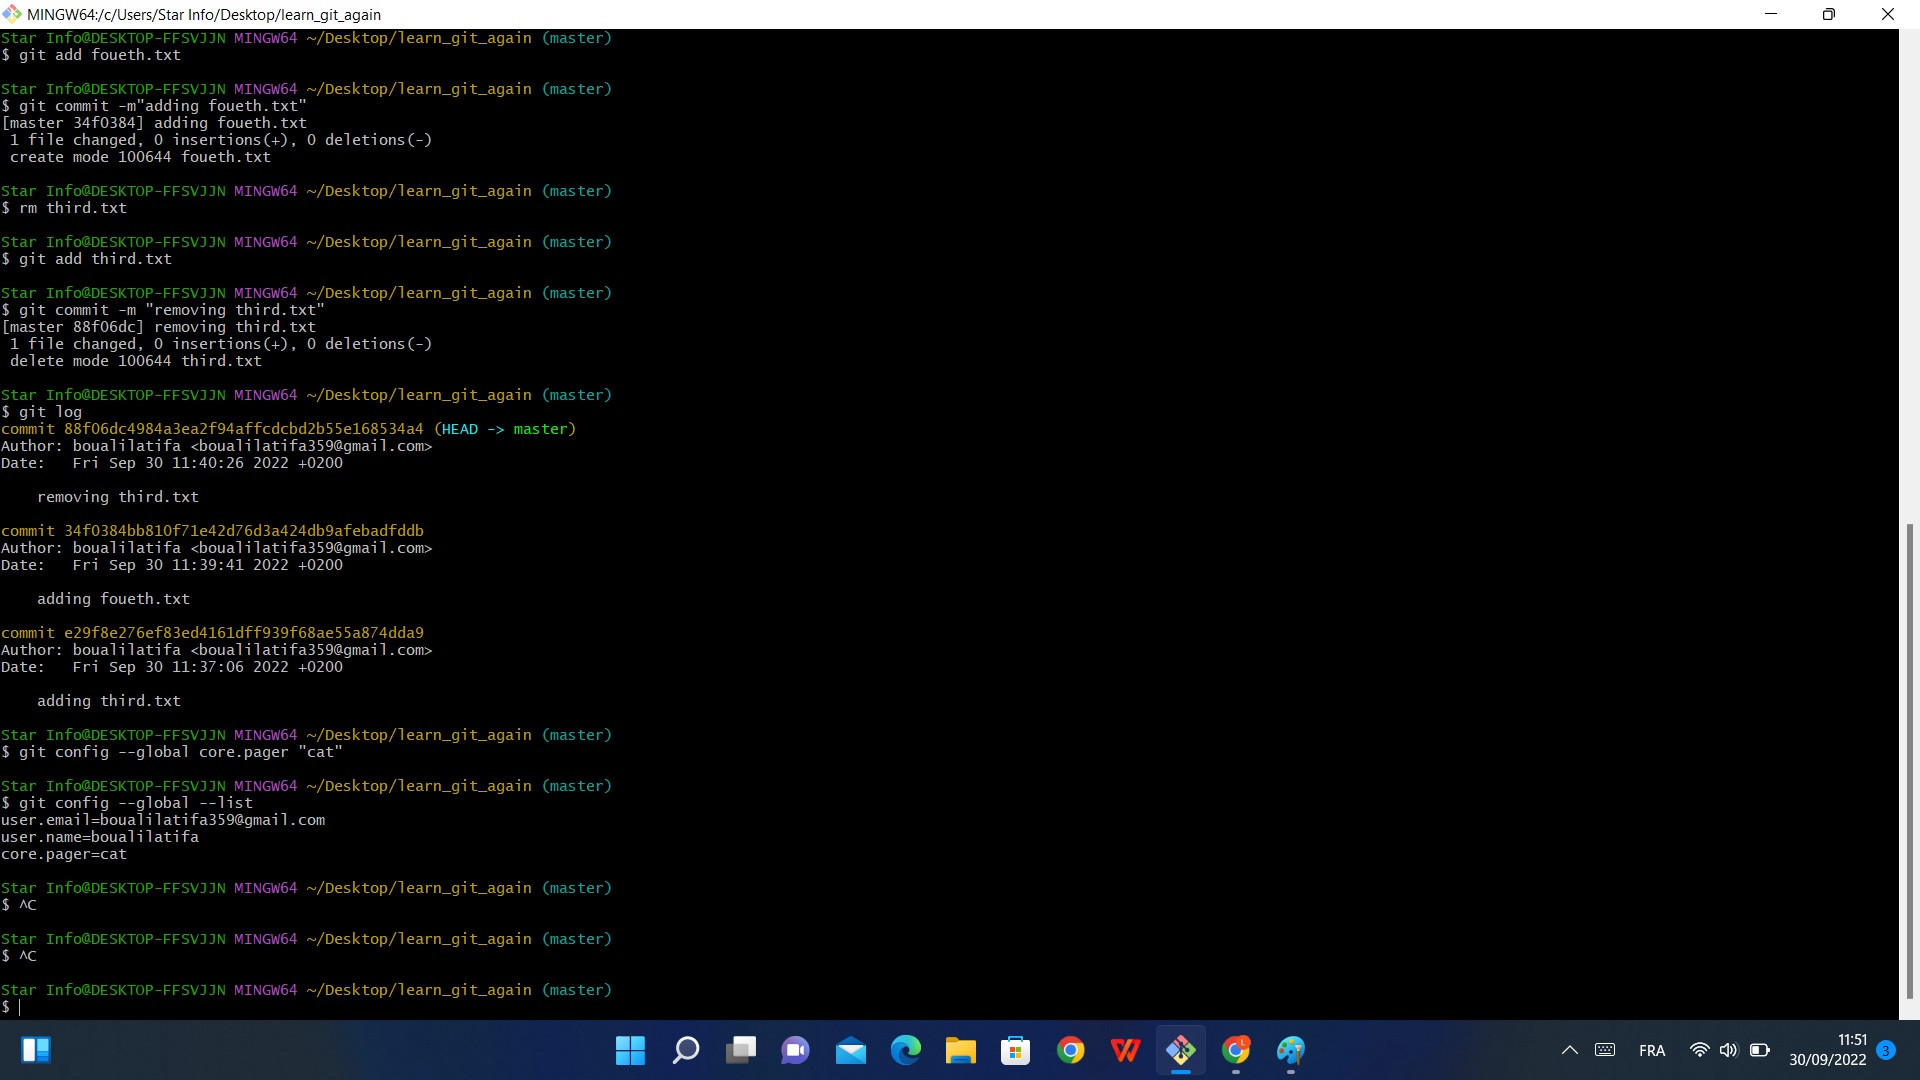 MINGW64:/c/Users/Star Info/Desktop/learn_git_again
Star Info@DESKTOP-FFSVJJN MINGW64 ~/Desktop/learn_git_again (master)
$ git add foueth.txt
Star Info@DESKTOP-FFSVJJN MINGW64 ~/Desktop/learn_git_again (master)
$ git commit -m"adding foueth.txt"
[master 34f0384] adding foueth.txt
 1 file changed, 0 insertions(+), 0 deletions(-)
 create mode 100644 foueth.txt
Star Info@DESKTOP-FFSVJJN MINGW64 ~/Desktop/learn_git_again (master)
$ rm third.txt
Star Info@DESKTOP-FFSVJJN MINGW64 ~/Desktop/learn_git_again (master)
$ git add third.txt
Star Info@DESKTOP-FFSVJJN MINGW64 ~/Desktop/learn_git_again (master)
$ git commit -m "removing third.txt"
[master 88f06dc] removing third.txt
 1 file changed, 0 insertions(+), 0 deletions(-)
 delete mode 100644 third.txt
Star Info@DESKTOP-FFSVJJN MINGW64 ~/Desktop/learn_git_again (master)
$ git log
commit 88f06dc4984a3ea2f94affcdcbd2b55e168534a4 (HEAD -> master)
Author: boualilatifa <boualilatifa359@gmail.com>
Date:   Fri Sep 30 11:40:26 2022 +0200
    removing third.txt
commit 34f0384bb810f71e42d76d3a424db9afebadfddb
Author: boualilatifa <boualilatifa359@gmail.com>
Date:   Fri Sep 30 11:39:41 2022 +0200
    adding foueth.txt
commit e29f8e276ef83ed4161dff939f68ae55a874dda9
Author: boualilatifa <boualilatifa359@gmail.com>
Date:   Fri Sep 30 11:37:06 2022 +0200
    adding third.txt
Star Info@DESKTOP-FFSVJJN MINGW64 ~/Desktop/learn_git_again (master)
$ git config --global core.pager "cat"
Star Info@DESKTOP-FFSVJJN MINGW64 ~/Desktop/learn_git_again (master)
$ git config --global --list
user.email=boualilatifa359@gmail.com
user.name=boualilatifa
core.pager=cat
Star Info@DESKTOP-FFSVJJN MINGW64 ~/Desktop/learn_git_again (master)
$ ^C
Star Info@DESKTOP-FFSVJJN MINGW64 ~/Desktop/learn_git_again (master)
$ ^C
Star Info@DESKTOP-FFSVJJN MINGW64 ~/Desktop/learn_git_again (master)
$
FRA
11:51
30/09/2022
3